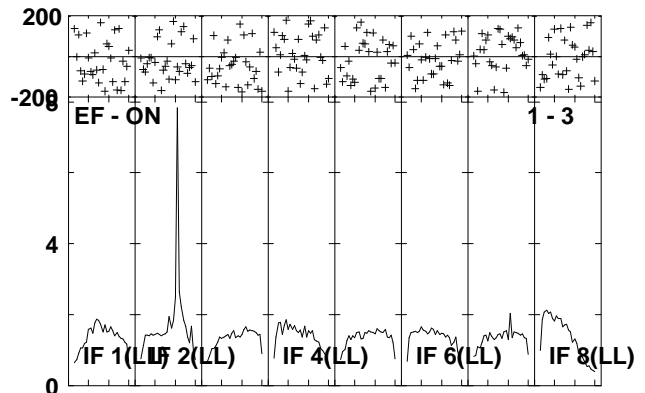 200
-200
8
EF - ON 1 - 3
4
IF 1(LL) IF 2(LL) IF 4(LL) IF 6(LL) IF 8(LL)
0